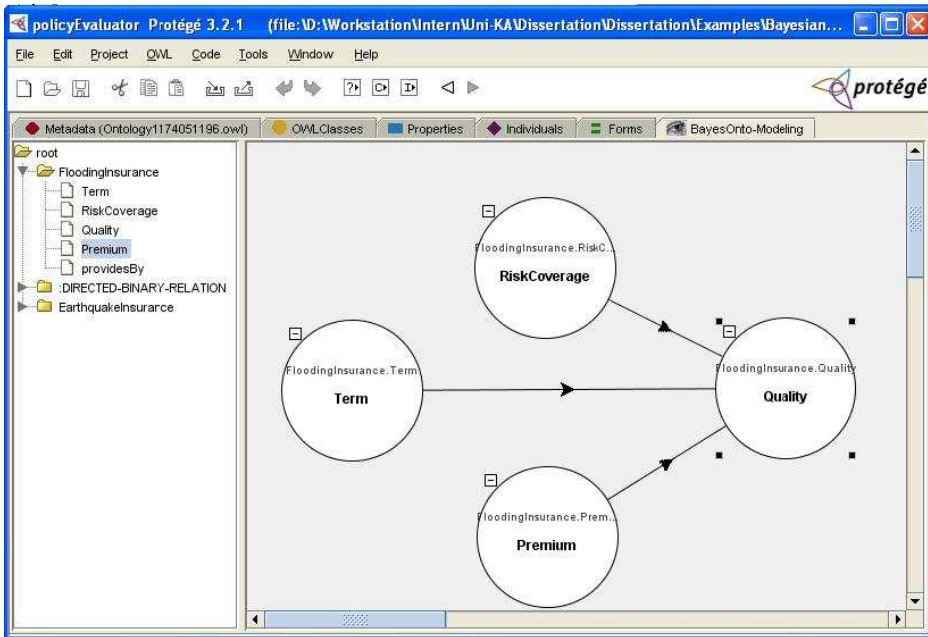 policyEvaluator Protégé 3.2.1 (file:\D:\Workstation\Intern\Uni-KA\Dissertation\Dissertation\Examples\Bayesian...
File Edit Project OWL Code Tools Window Help
protégé
Metadata (Ontology1174051196.owl) OWLClasses Properties Individuals Forms BayesOnto-Modeling
root
FloodingInsurance
Term
RiskCoverage
Quality
Premium
providesBy
:DIRECTED-BINARY-RELATION
EarthquakeInsurance
FloodingInsurance.RiskC...
RiskCoverage
FloodingInsurance.Term
Term
FloodingInsurance.Quality
Quality
FloodingInsurance.Prem...
Premium